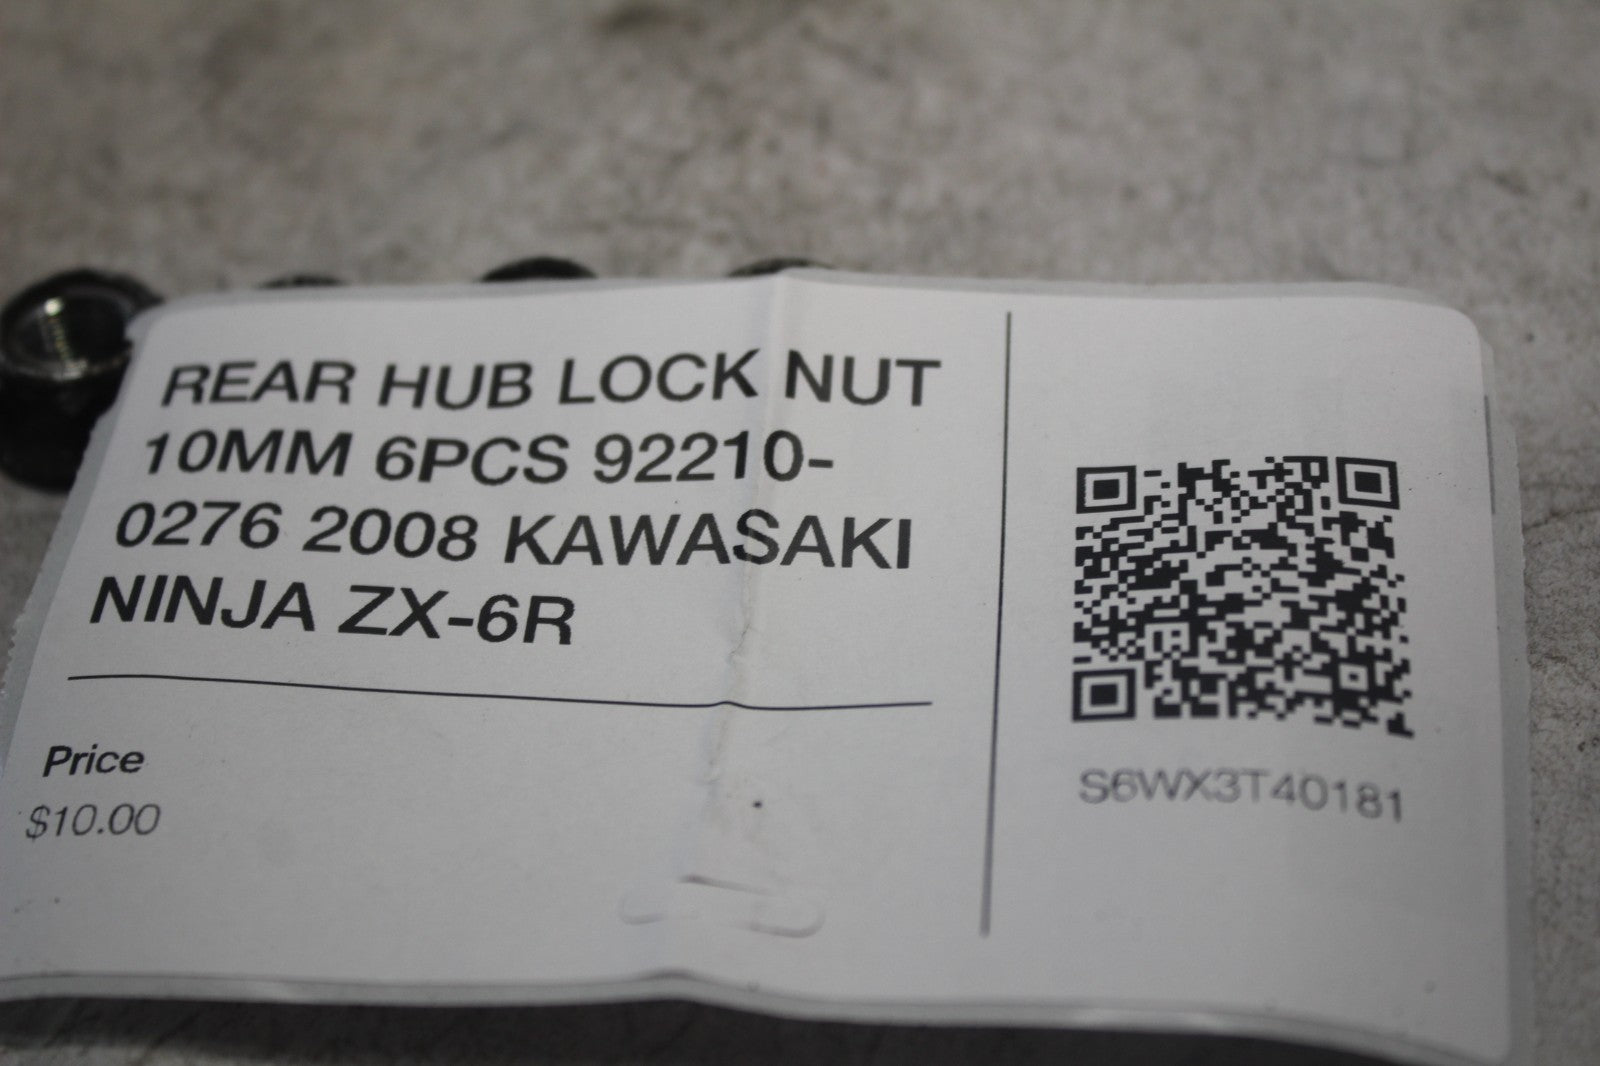 REAR HUB LOCK NUT
10MM 6PCS 92210-
0276 2008 KAWASAKI
NINJA ZX-6R
Price
$10.00
S6WX3T40181